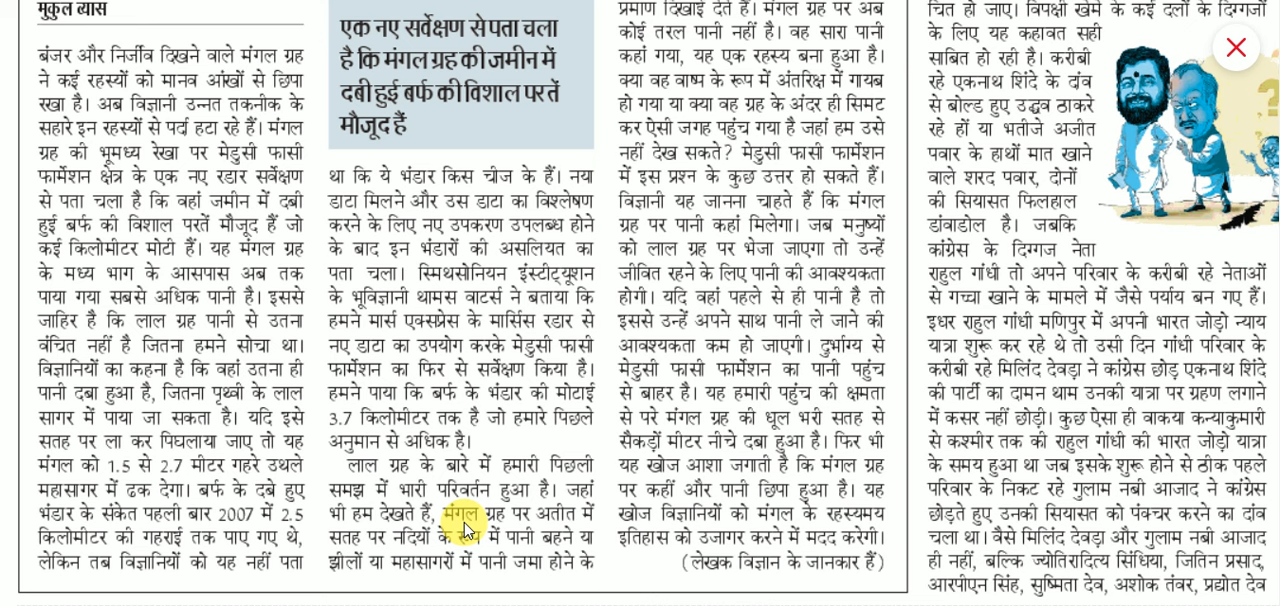 मुकुल व्यास
बंजर और निर्जीव दिखने वाले मंगल ग्रह
ने कई रहस्यों को मानव आंखों से छिपा
रखा है। अब विज्ञानी उन्नत तकनीक के
सहारे इन रहस्यों से पर्दा हटा रहे हैं। मंगल
ग्रह की भूमध्य रेखा पर मेडुसी फासी
फार्मेशन क्षेत्र के एक नए रडार सर्वेक्षण
से पता चला है कि वहां जमीन में दबी
हुई बर्फ की विशाल परतें मौजूद हैं जो
कई किलोमीटर मोटी हैं। यह मंगल ग्रह
के मध्य भाग के आसपास अब तक
पाया गया सबसे अधिक पानी है। इससे
जाहिर है कि लाल ग्रह पानी से उतना
वंचित नहीं है जितना हमने सोचा था।
विज्ञानियों का कहना है कि वहां उतना ही
पानी दबा हुआ है, जितना पृथ्वी के लाल
सागर में पाया जा सकता है। यदि इसे
सतह पर ला कर पिघलाया जाए तो यह
मंगल को 1.5 से 2.7 मीटर गहरे उथले
महासागर में ढक देगा। बर्फ के दबे हुए
भंडार के संकेत पहली बार 2007 में 2.5
किलोमीटर की गहराई तक पाए गए थे,
लेकिन तब विज्ञानियों को यह नहीं पता
एक नए सर्वेक्षण से पता चला
है कि मंगल ग्रह की जमीन में
दबी हुई बर्फ की विशाल परतें
मौजूद हैं
था कि ये भंडार किस चीज के हैं। नया
डाटा मिलने और उस डाटा का विश्लेषण
करने के लिए नए उपकरण उपलब्ध होने
के बाद इन भंडारों की असलियत का
पता चला। स्मिथसोनियन इंस्टीट्यूशन
के भूविज्ञानी थामस वाटर्स ने बताया कि
हमने मार्स एक्सप्रेस के मार्सिस रडार से
नए डाटा का उपयोग करके मेडुसी फासी
फार्मेशन का फिर से सर्वेक्षण किया है।
हमने पाया कि बर्फ के भंडार की मोटाई
3.7 किलोमीटर तक है जो हमारे पिछले
अनुमान से अधिक है।
लाल ग्रह के बारे में हमारी पिछली
समझ में भारी परिवर्तन हुआ है। जहां
भी हम देखते हैं, मंगल ग्रह पर अतीत में
सतह पर नदियों के रूप में पानी बहने या
झीलों या महासागरों में पानी जमा होने के
प्रमाण दिखाई देते हैं। मंगल ग्रह पर अब
कोई तरल पानी नहीं है। वह सारा पानी
कहां गया, यह एक रहस्य बना हुआ है।
क्या वह वाष्प के रूप में अंतरिक्ष में गायब
हो गया या क्या वह ग्रह के अंदर ही सिमट
कर ऐसी जगह पहुंच गया है जहां हम उसे
नहीं देख सकते? मेडुसी फासी फार्मेशन
में इस प्रश्न के कुछ उत्तर हो सकते हैं।
विज्ञानी यह जानना चाहते हैं कि मंगल
ग्रह पर पानी कहां मिलेगा। जब मनुष्यों
को लाल ग्रह पर भेजा जाएगा तो उन्हें
जीवित रहने के लिए पानी की आवश्यकता
होगी। यदि वहां पहले से ही पानी है तो
इससे उन्हें अपने साथ पानी ले जाने की
आवश्यकता कम हो जाएगी। दुर्भाग्य से
मेडुसी फासी फार्मेशन का पानी पहुंच
से बाहर है। यह हमारी पहुंच की क्षमता
से परे मंगल ग्रह की धूल भरी सतह से
सैकड़ों मीटर नीचे दबा हुआ है। फिर भी
यह खोज आशा जगाती है कि मंगल ग्रह
पर कहीं और पानी छिपा हुआ है। यह
खोज विज्ञानियों को मंगल के रहस्यमय
इतिहास को उजागर करने में मदद करेगी।
(लेखक विज्ञान के जानकार हैं)
चित हो जाए। विपक्षी खेमे के कई दलों के दिग्गजों
के लिए यह कहावत सही
साबित हो रही है। करीबी
रहे एकनाथ शिंदे के दांव
से बोल्ड हुए उद्धव ठाकरे
रहे हों या भतीजे अजीत
पवार के हाथों मात खाने
वाले शरद पवार, दोनों
की सियासत फिलहाल
डांवाडोल है। जबकि
कांग्रेस के दिग्गज नेता
राहुल गांधी तो अपने परिवार के करीबी रहे नेताओं
से गच्चा खाने के मामले में जैसे पर्याय बन गए हैं।
इधर राहुल गांधी मणिपुर में अपनी भारत जोड़ो न्याय
यात्रा शुरू कर रहे थे तो उसी दिन गांधी परिवार के
करीबी रहे मिलिंद देवड़ा ने कांग्रेस छोड़ एकनाथ शिंदे
की पार्टी का दामन थाम उनकी यात्रा पर ग्रहण लगाने
में कसर नहीं छोड़ी। कुछ ऐसा ही वाकया कन्याकुमारी
से कश्मीर तक की राहुल गांधी की भारत जोड़ो यात्रा
के समय हुआ था जब इसके शुरू होने से ठीक पहले
परिवार के निकट रहे गुलाम नबी आजाद ने कांग्रेस
छोड़ते हुए उनकी सियासत को पंक्चर करने का दांव
चला था। वैसे मिलिंद देवड़ा और गुलाम नबी आजाद
ही नहीं, बल्कि ज्योतिरादित्य सिंधिया, जितिन प्रसाद,
आरपीएन सिंह, सुष्मिता देव, अशोक तंवर, प्रद्योत देव
?